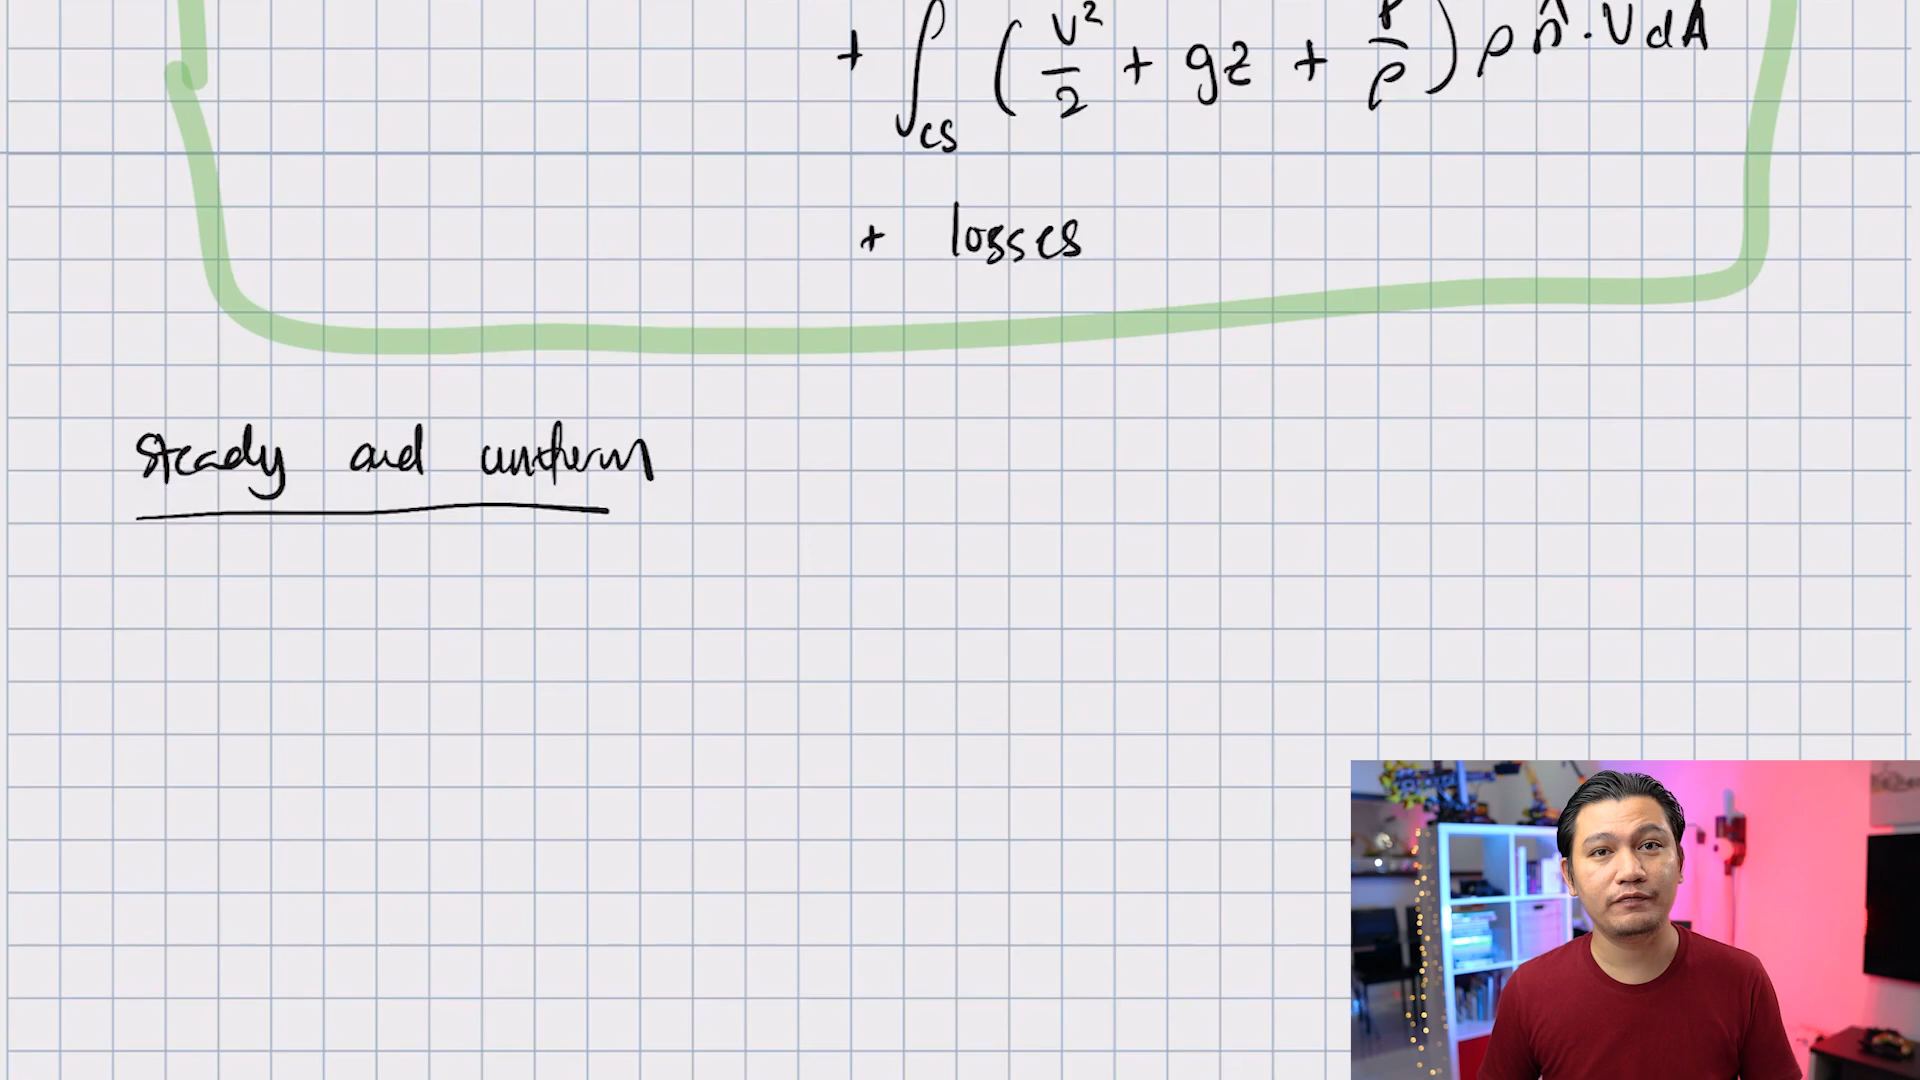 + ∫cs (V²/2 + gz + P/ρ) ρ n̂ · V dA
+ losses
steady and uniform